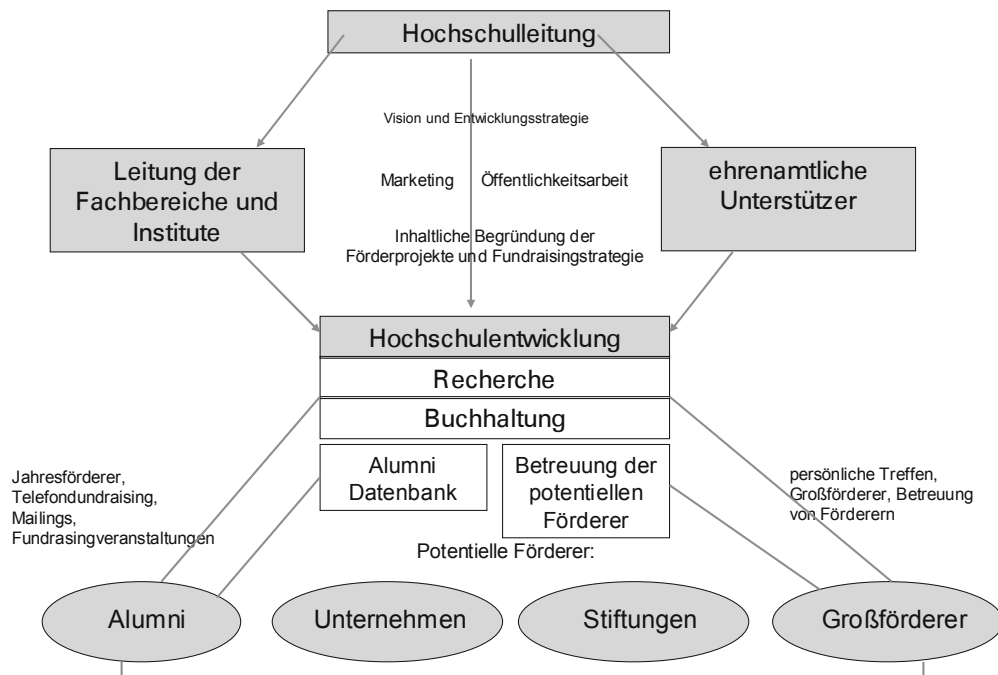 Hochschulleitung
Vision und Entwicklungsstrategie
Leitung der
Fachbereiche und
Institute
Marketing
Öffentlichkeitsarbeit
ehrenamtliche
Unterstützer
Inhaltliche Begründung der
Förderprojekte und Fundraisingstrategie
Hochschulentwicklung
Recherche
Buchhaltung
Alumni
Datenbank
Betreuung der
potentiellen
Förderer
Jahresförderer,
Telefondundraising,
Mailings,
Fundrasingveranstaltungen
persönliche Treffen,
Großförderer, Betreuung
von Förderern
Potentielle Förderer:
Alumni
Unternehmen
Stiftungen
Großförderer